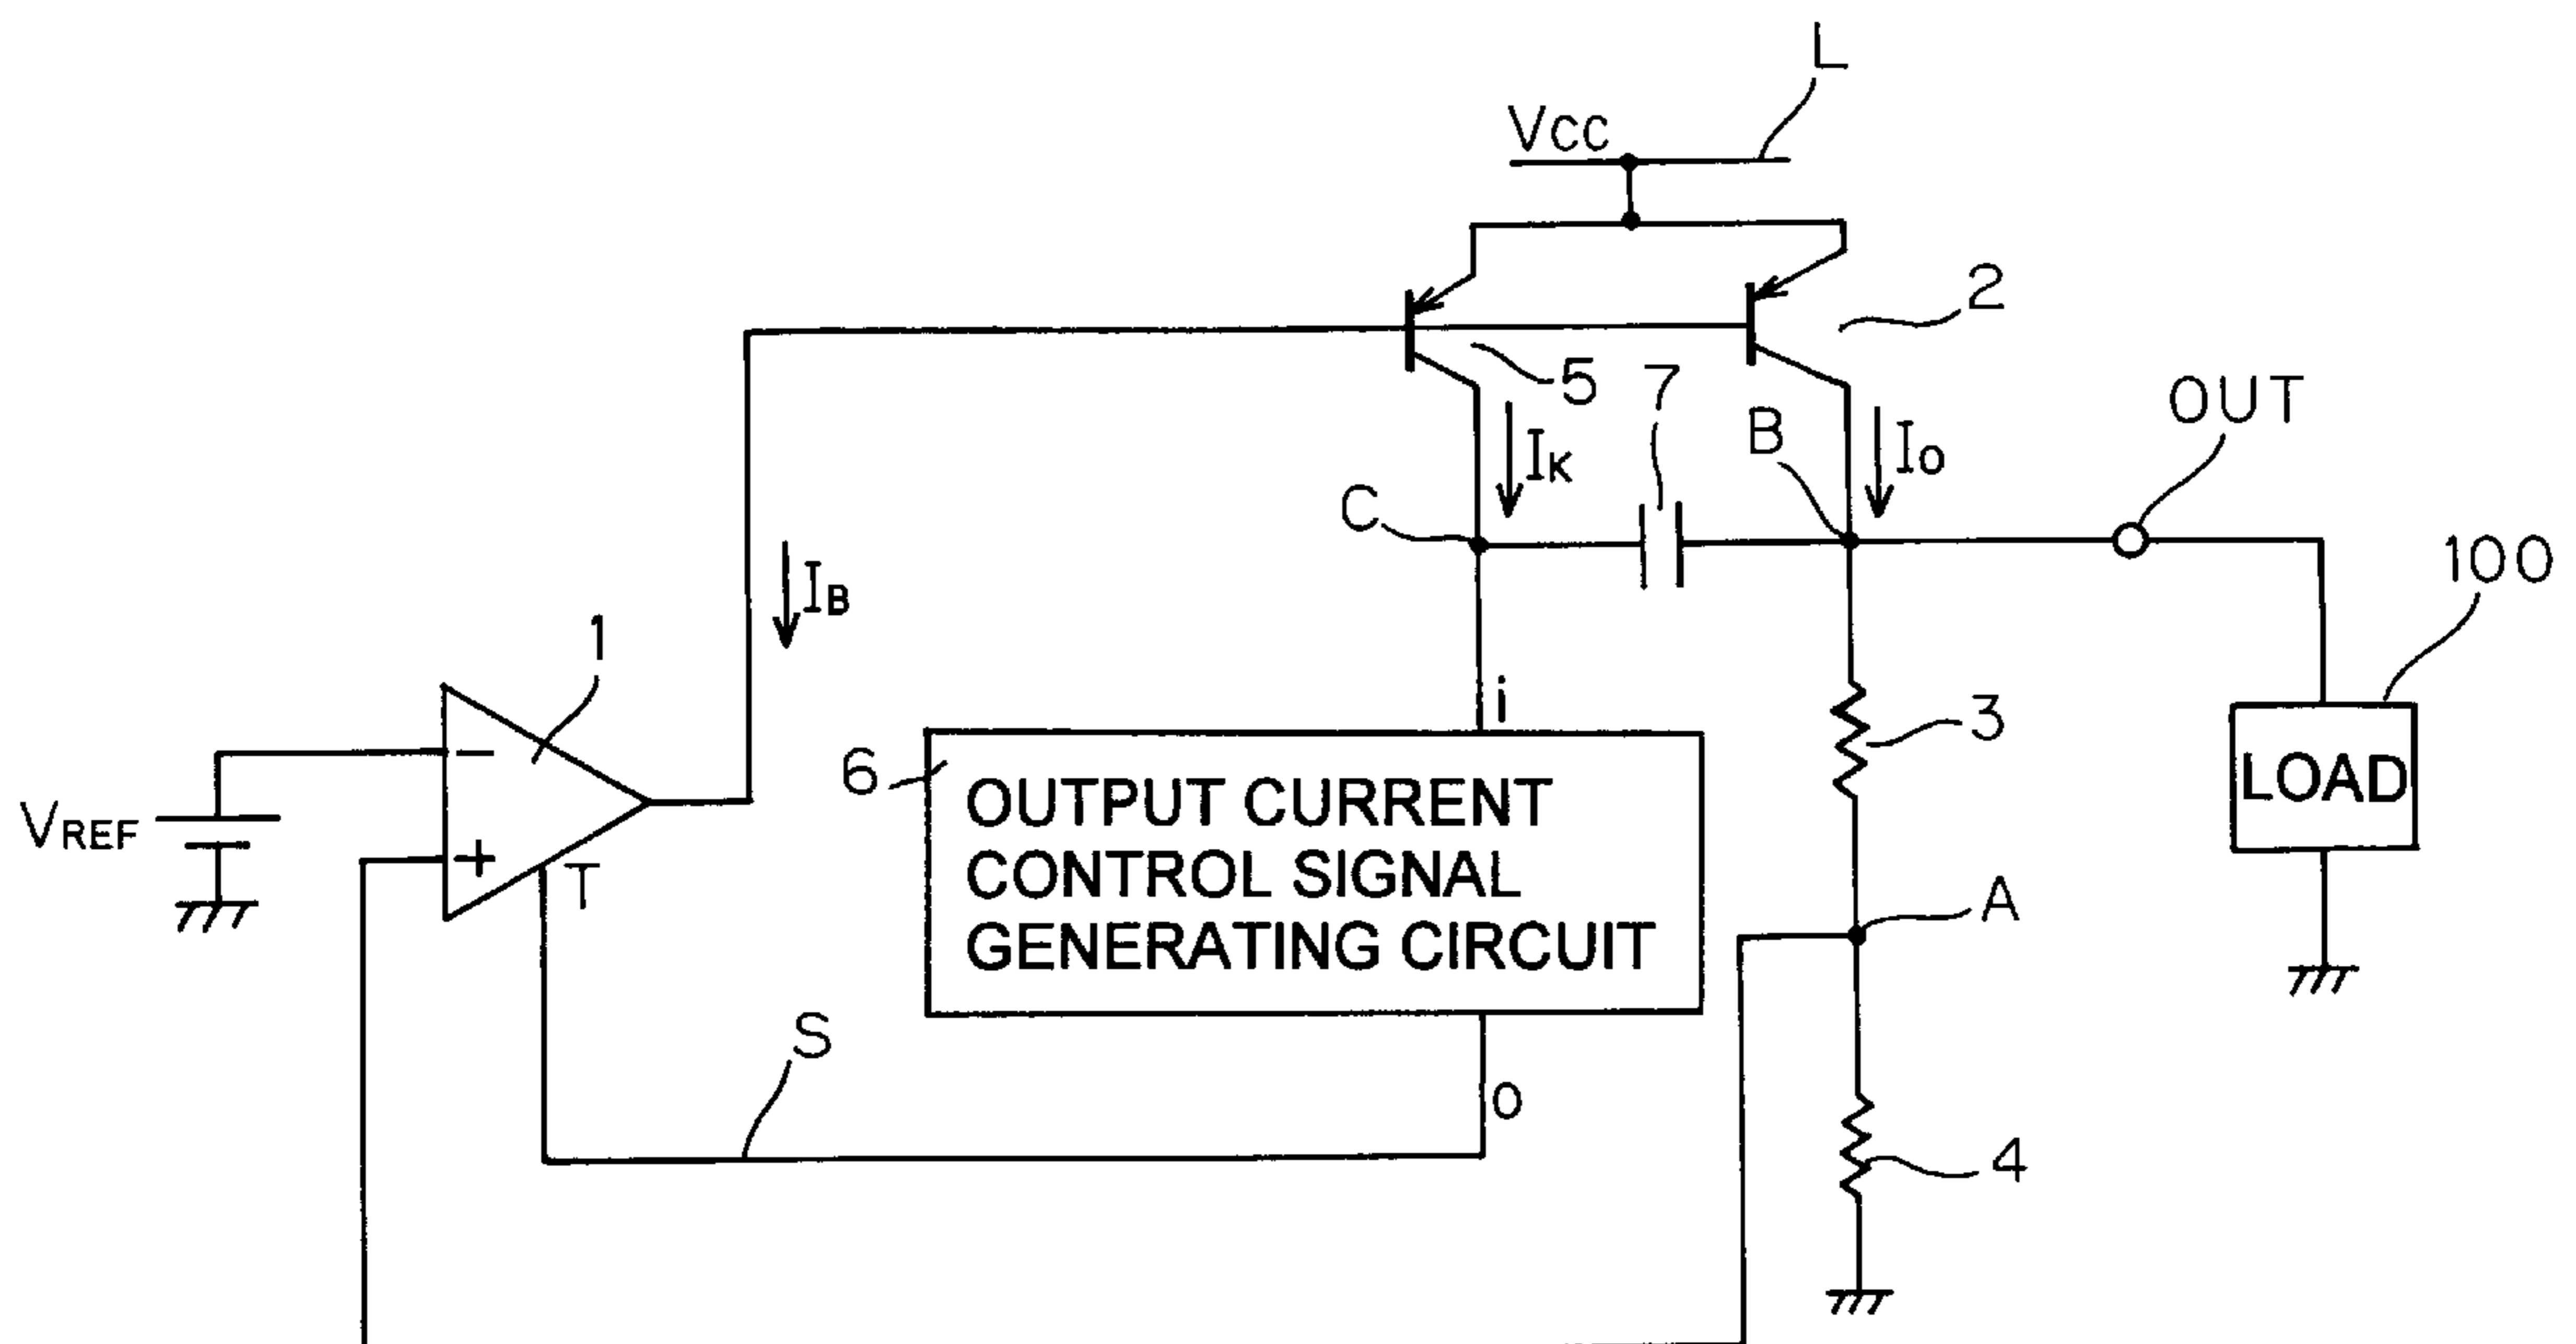 L
VCC
2
5
7
B
OUT
IK
IO
C
100
IB
1
i
3
6
OUTPUT CURRENT
CONTROL SIGNAL
GENERATING CIRCUIT
LOAD
−
VREF
+
T
A
S
o
4